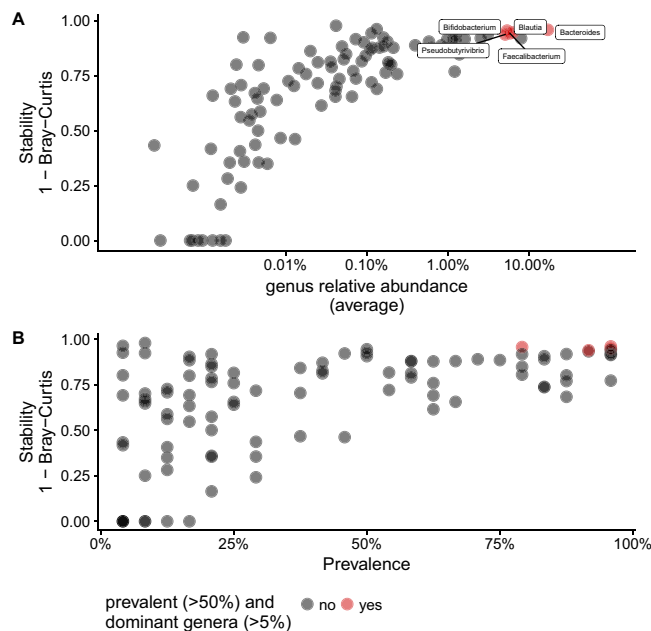 A
1.00
0.75
0.50
0.25
0.00
Stability
1 − Bray−Curtis
Bifidobacterium
Blautia
Bacteroides
Pseudobutyrivibrio
Faecalibacterium
0.01%
0.10%
1.00%
10.00%
genus relative abundance
(average)
B
1.00
0.75
0.50
0.25
0.00
Stability
1 − Bray−Curtis
0%
25%
50%
75%
100%
Prevalence
prevalent (>50%) and
dominant genera (>5%)
no
yes